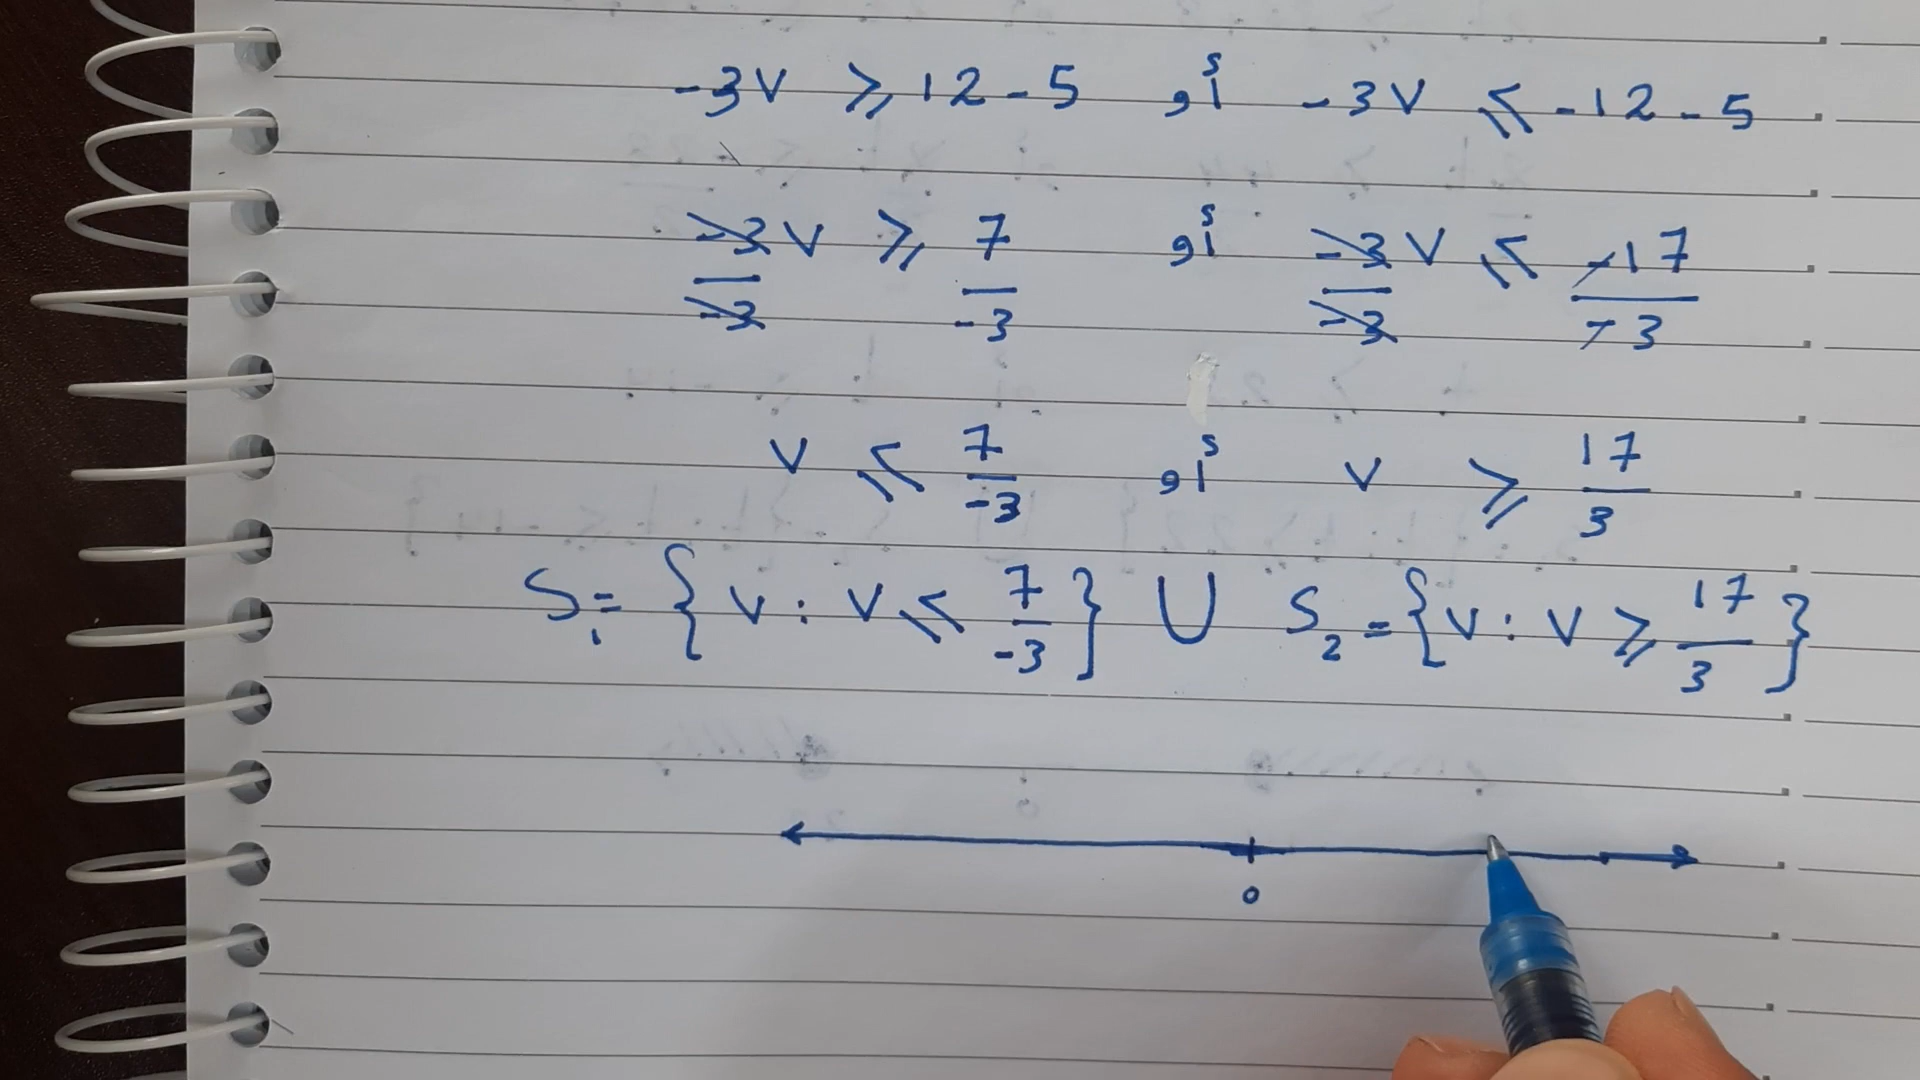 -3V ⩾ 12 - 5 أو -3V ⩽ -12 - 5
-3V/-3 ⩾ 7/-3 أو -3V/-3 ⩽ -17/-3
V ⩽ 7/-3 أو V ⩾ 17/3
S₁ = { V : V ⩽ 7/-3 } ∪ S₂ = { V : V ⩾ 17/3 }
0